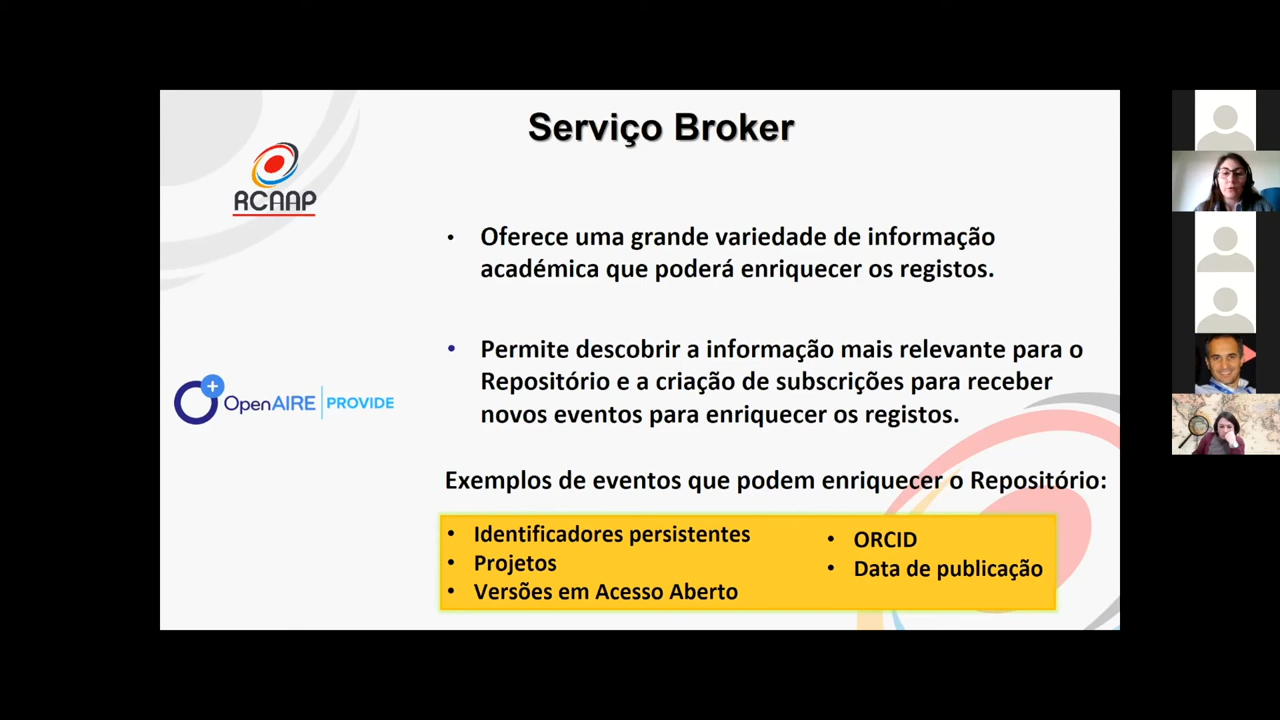 Serviço Broker
RCAAP
• Oferece uma grande variedade de informação
académica que poderá enriquecer os registos.
• Permite descobrir a informação mais relevante para o
Repositório e a criação de subscrições para receber
novos eventos para enriquecer os registos.
OpenAIRE | PROVIDE
Exemplos de eventos que podem enriquecer o Repositório:
• Identificadores persistentes
• Projetos
• Versões em Acesso Aberto
• ORCID
• Data de publicação